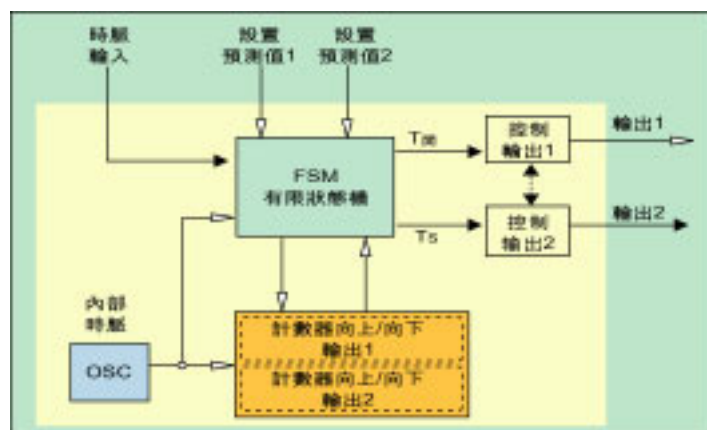 時脈
輸入
設置
預測值1
設置
預測值2
FSM
有限狀態機
T開
控制
輸出1
輸出1
TS
控制
輸出2
輸出2
內部
時脈
OSC
計數器向上/向下
輸出1
計數器向上/向下
輸出2